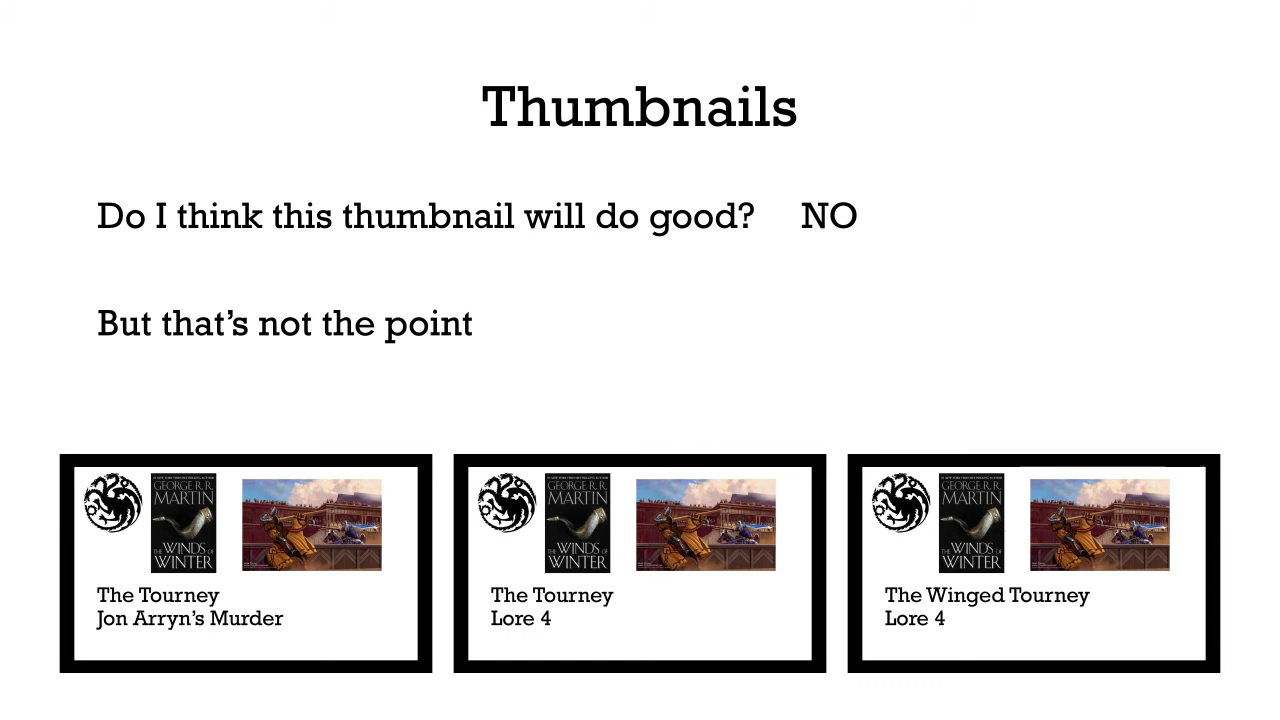 Thumbnails
Do I think this thumbnail will do good? NO
But that’s not the point
GEORGE R. R.
MARTIN
THE WINDS OF
WINTER
The Tourney
Jon Arryn’s Murder
GEORGE R. R.
MARTIN
THE WINDS OF
WINTER
The Tourney
Lore 4
GEORGE R. R.
MARTIN
THE WINDS OF
WINTER
The Winged Tourney
Lore 4